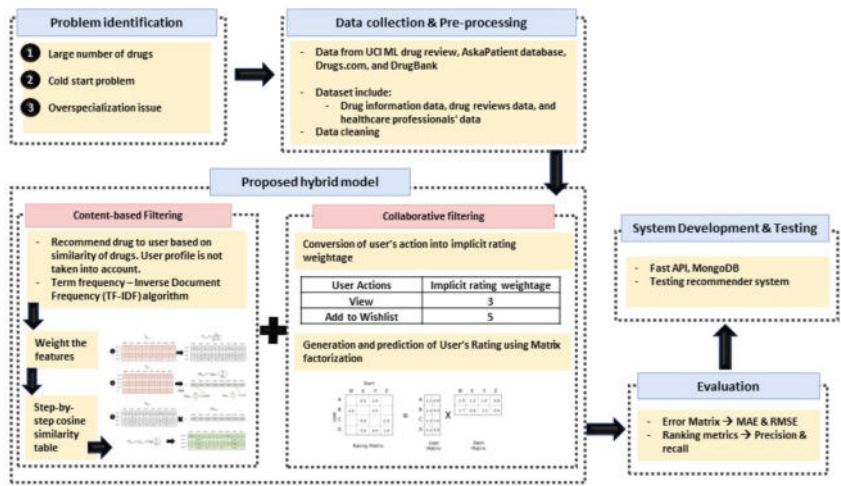 Problem identification
1 Large number of drugs
2 Cold start problem
3 Overspecialization issue
Data collection & Pre-processing
- Data from UCI ML drug review, AskaPatient database,
Drugs.com, and DrugBank
- Dataset include:
- Drug information data, drug reviews data, and
healthcare professionals' data
- Data cleaning
Proposed hybrid model
Content-based Filtering
- Recommend drug to user based on
similarity of drugs. User profile is
not taken into account.
- Term frequency – Inverse Document
Frequency (TF-IDF) algorithm
Weight the
features
Step-by-
step cosine
similarity
table
Collaborative filtering
Conversion of user's action into implicit rating
weightage
User Actions Implicit rating weightage
View 3
Add to Wishlist 5
Generation and prediction of User's Rating using Matrix
factorization
Item
W X Y Z
A
B
C
D
Rating Matrix
=
A
B
C
D
User
Matrix
X
W X Y Z
Item
Matrix
System Development & Testing
- Fast API, MongoDB
- Testing recommender system
Evaluation
- Error Matrix → MAE & RMSE
- Ranking metrics → Precision &
recall